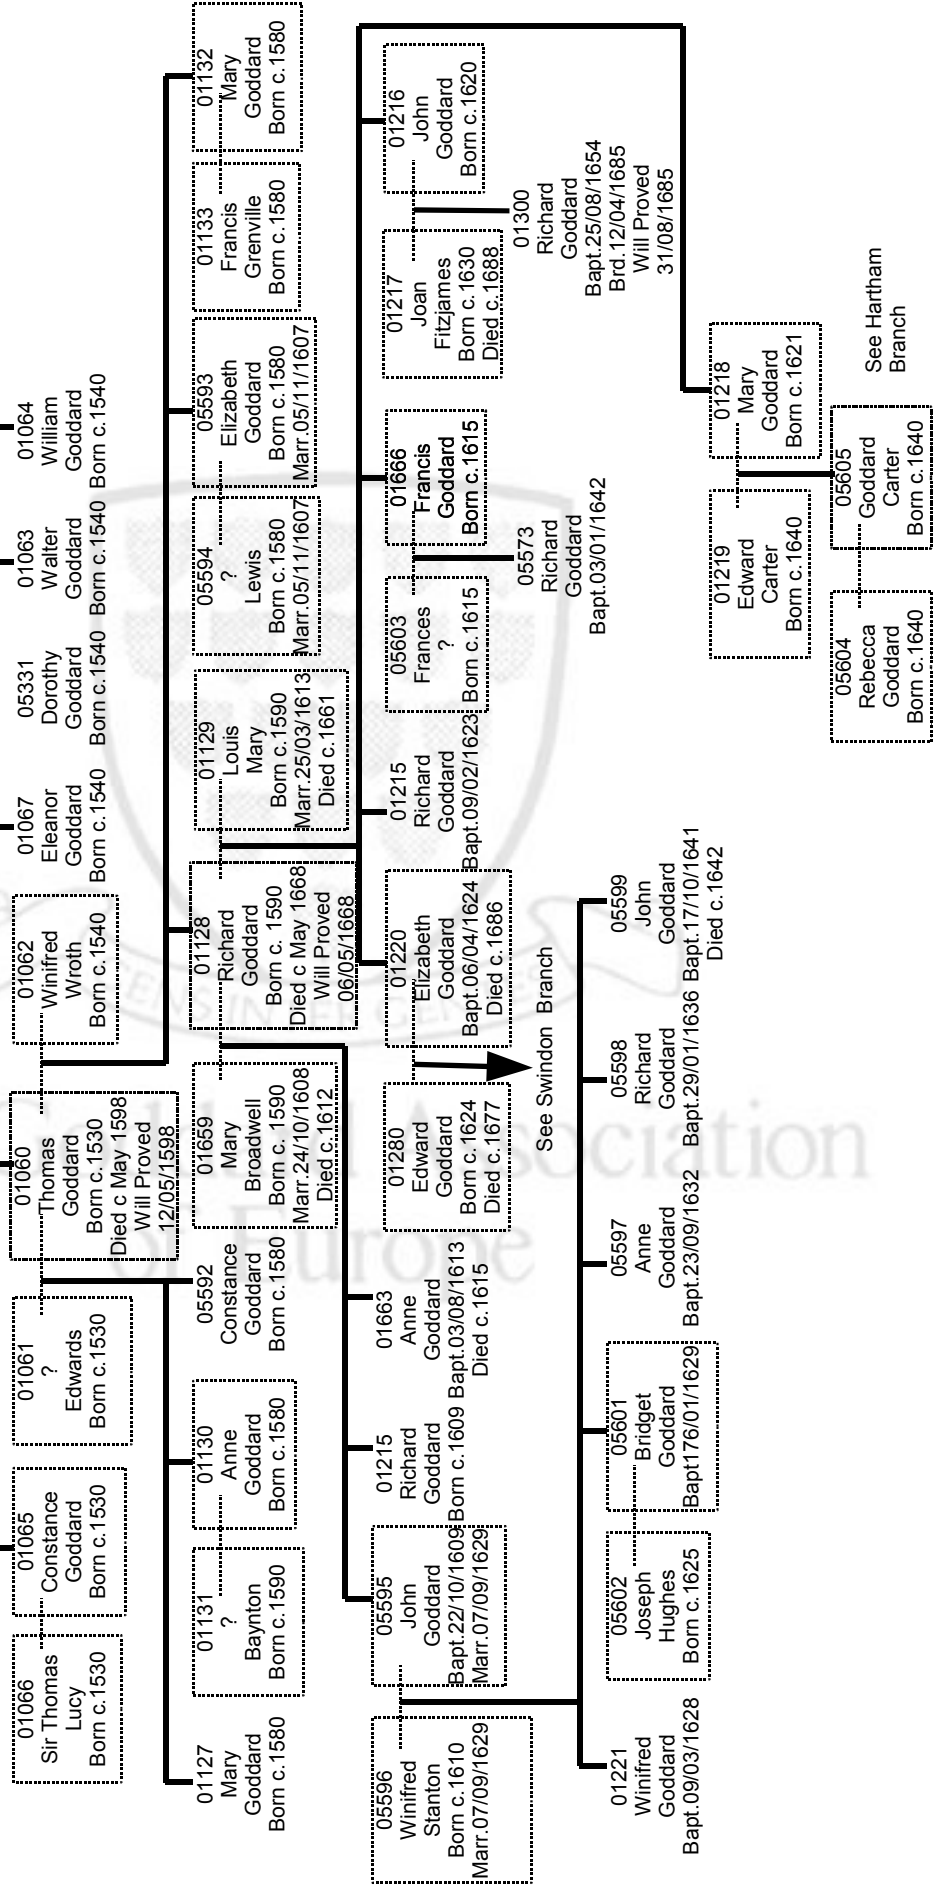 01066
Sir Thomas
Lucy
Born c.1530
01065
Constance
Goddard
Born c.1530
01061
?
Edwards
Born c.1530
01060
Thomas
Goddard
Born c.1530
Died c May 1598
Will Proved
12/05/1598
01062
Winifred
Wroth
Born c.1540
01067
Eleanor
Goddard
Born c.1540
05331
Dorothy
Goddard
Born c.1540
01063
Walter
Goddard
Born c.1540
01064
William
Goddard
Born c.1540
01127
Mary
Goddard
Born c.1580
01131
?
Baynton
Born c.1590
01130
Anne
Goddard
Born c.1580
05592
Constance
Goddard
Born c.1580
01659
Mary
Broadwell
Born c. 1590
Marr.24/10/1608
Died c.1612
01128
Richard
Goddard
Born c. 1590
Died c May 1668
Will Proved
06/05/1668
01129
Louis
Mary
Born c.1590
Marr.25/03/1613
Died c.1661
05594
?
Lewis
Born c.1580
Marr.05/11/1607
05593
Elizabeth
Goddard
Born c.1580
Marr.05/11/1607
01133
Francis
Grenville
Born c.1580
01132
Mary
Goddard
Born c.1580
05596
Winifred
Stanton
Born c.1610
Marr.07/09/1629
05595
John
Goddard
Bapt.22/10/1609
Marr.07/09/1629
01215
Richard
Goddard
Born c.1609
01663
Anne
Goddard
Bapt.03/08/1613
Died c.1615
01280
Edward
Goddard
Born c.1624
Died c.1677
01220
Elizabeth
Goddard
Bapt.06/04/1624
Died c.1686
See Swindon Branch
01215
Richard
Goddard
Bapt.09/02/1623
05603
Frances
?
Born c.1615
01666
Francis
Goddard
Born c.1615
05573
Richard
Goddard
Bapt.03/01/1642
01217
Joan
Fitzjames
Born c.1630
Died c.1688
01216
John
Goddard
Born c.1620
01300
Richard
Goddard
Bapt.25/08/1654
Brd.12/04/1685
Will Proved
31/08/1685
01221
Winifred
Goddard
Bapt.09/03/1628
05602
Joseph
Hughes
Born c.1625
05601
Bridget
Goddard
Bapt176/01/1629
05597
Anne
Goddard
Bapt.23/09/1632
05598
Richard
Goddard
Bapt.29/01/1636
05599
John
Goddard
Bapt.17/10/1641
Died c.1642
01219
Edward
Carter
Born c.1640
01218
Mary
Goddard
Born c.1621
05604
Rebecca
Goddard
Born c.1640
05605
Goddard
Carter
Born c.1640
See Hartham
Branch
Goddard Association
of Europe